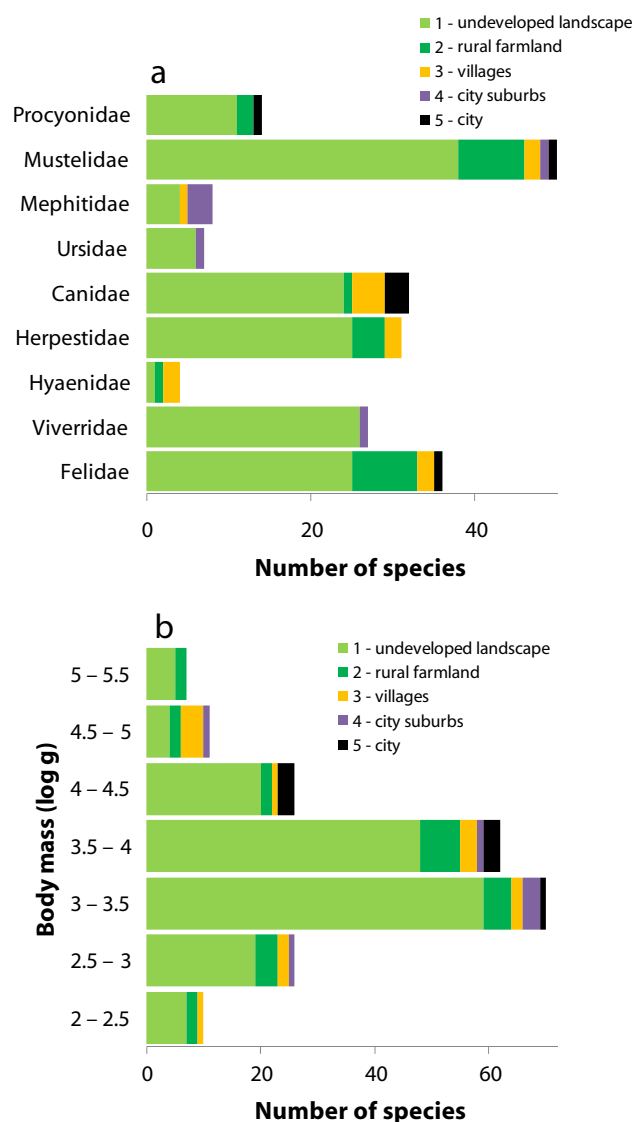 1 - undeveloped landscape
2 - rural farmland
3 - villages
4 - city suburbs
5 - city
a
Procyonidae
Mustelidae
Mephitidae
Ursidae
Canidae
Herpestidae
Hyaenidae
Viverridae
Felidae
0 20 40
Number of species
b
1 - undeveloped landscape
2 - rural farmland
3 - villages
4 - city suburbs
5 - city
Body mass (log g)
5 – 5.5
4.5 – 5
4 – 4.5
3.5 – 4
3 – 3.5
2.5 – 3
2 – 2.5
0 20 40 60
Number of species